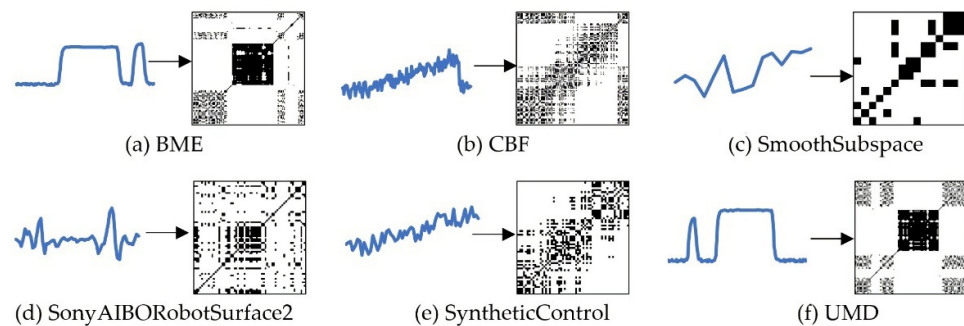 (a) BME
(b) CBF
(c) SmoothSubspace
(d) SonyAIBORobotSurface2
(e) SyntheticControl
(f) UMD